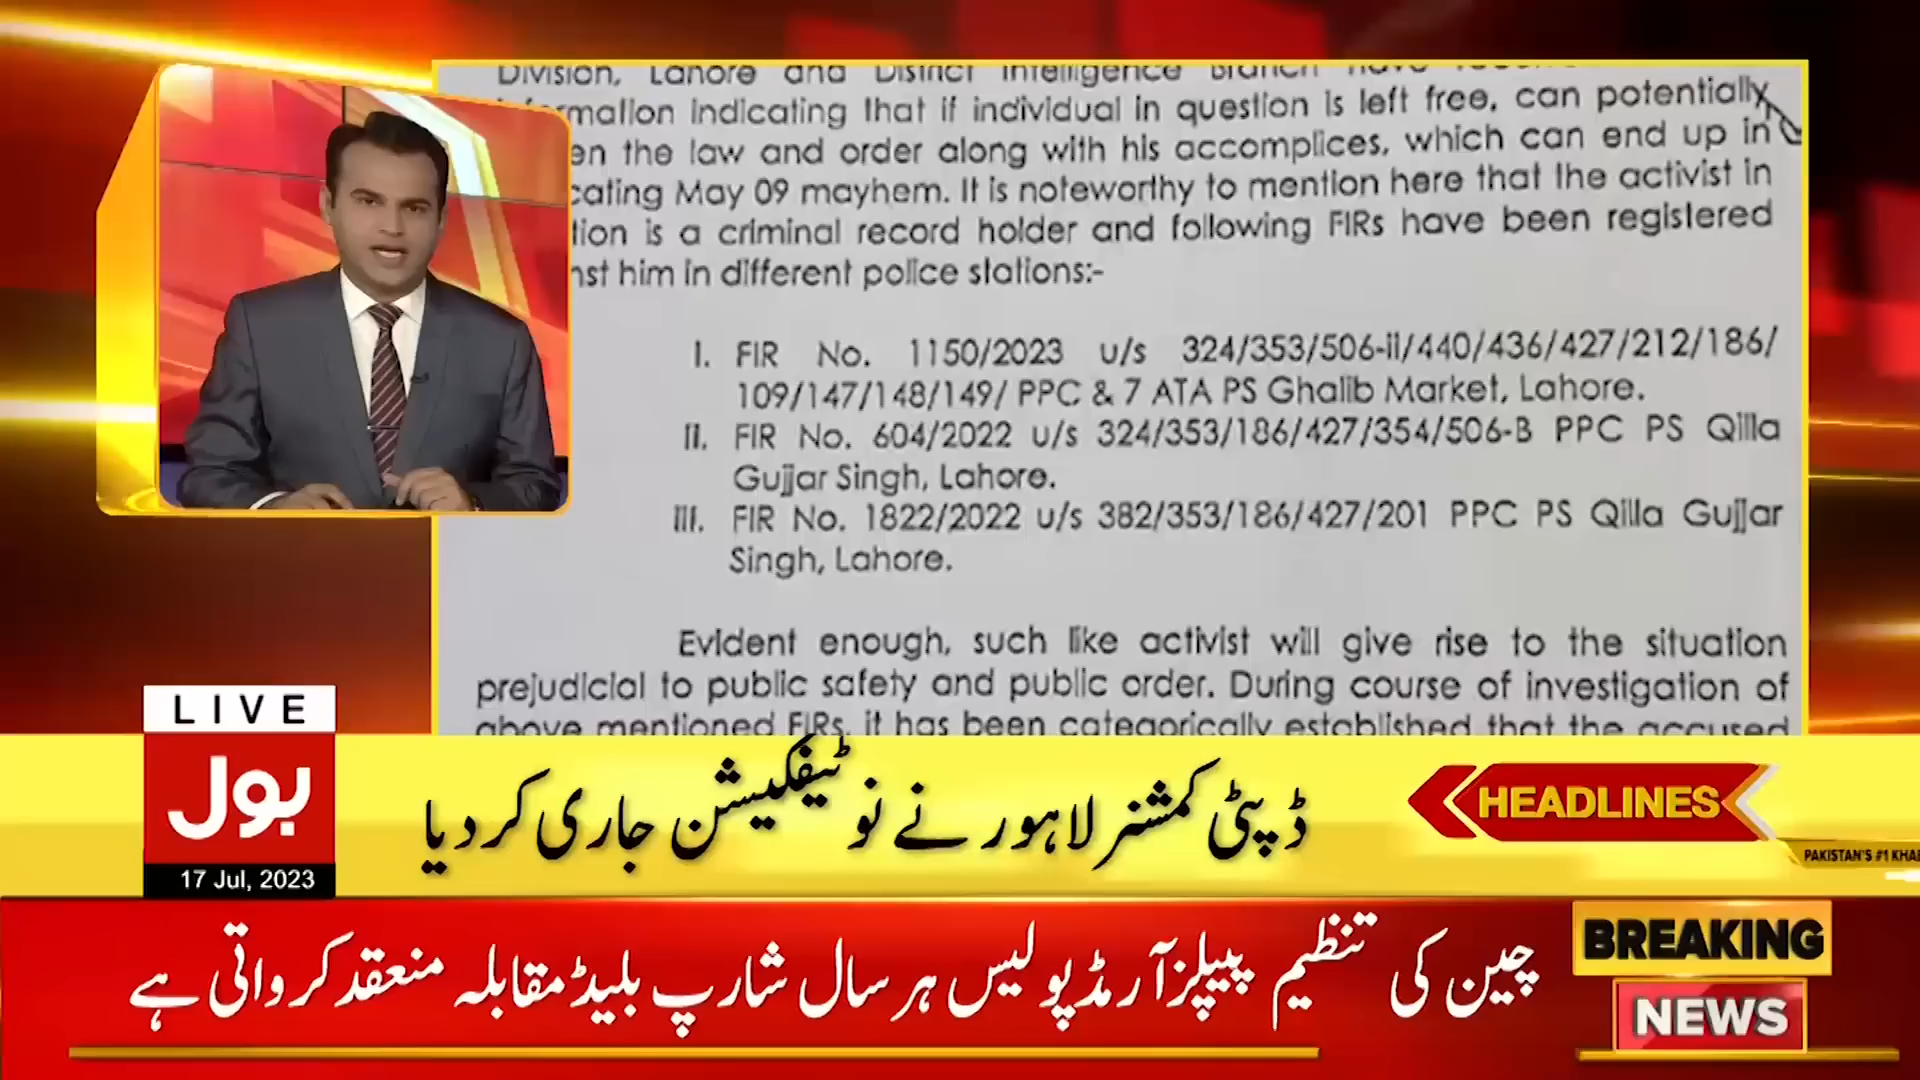 Division, Lahore and District Intelligence Branch have
information indicating that if individual in question is left free, can potentially
the law and order along with his accomplices, which can end up in
May 09 mayhem. It is noteworthy to mention here that the activist in
is a criminal record holder and following FIRs have been registered
him in different police stations:-
I. FIR No. 1150/2023 u/s 324/353/506-ii/440/436/427/212/186/
109/147/148/149/ PPC & 7 ATA PS Ghalib Market, Lahore.
II. FIR No. 604/2022 u/s 324/353/186/427/354/506-B PPC PS Qilla
Gujjar Singh, Lahore.
III. FIR No. 1822/2022 u/s 382/353/186/427/201 PPC PS Qilla Gujjar
Singh, Lahore.
Evident enough, such like activist will give rise to the situation
prejudicial to public safety and public order. During course of investigation of
above mentioned FIRs, it has been categorically established that the accused
LIVE
بول
17 Jul, 2023
ڈپٹی کمشنر لاہور نے نوٹیفکیشن جاری کر دیا
HEADLINES
PAKISTAN'S #1
چین کی تنظیم پیپلز آرمڈ پولیس ہر سال شارپ بلیڈ مقابلہ منعقد کرواتی ہے
BREAKING
NEWS